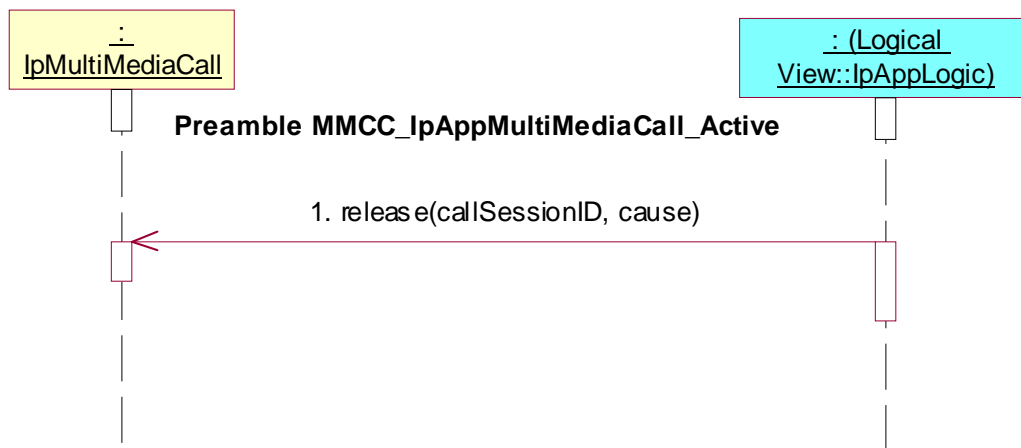 :
IpMultiMediaCall
: (Logical
View::IpAppLogic)
Preamble MMCC_IpAppMultiMediaCall_Active
1. release(callSessionID, cause)